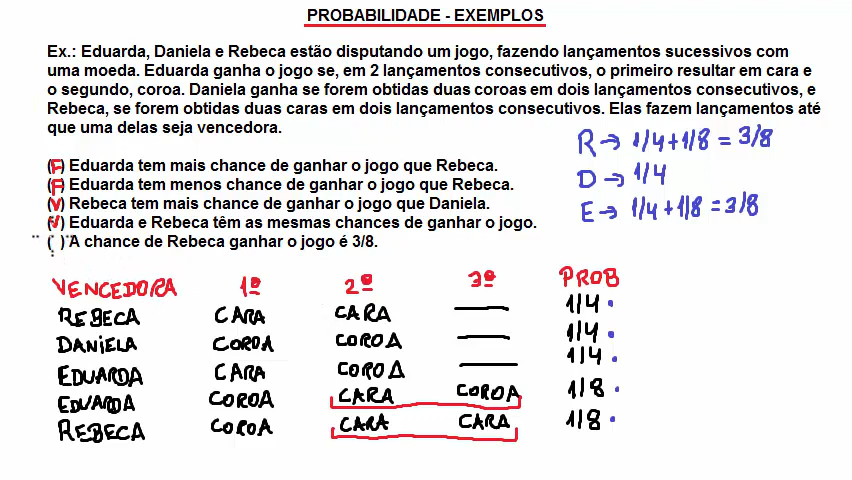 PROBABILIDADE - EXEMPLOS
Ex.: Eduarda, Daniela e Rebeca estão disputando um jogo, fazendo lançamentos sucessivos com
uma moeda. Eduarda ganha o jogo se, em 2 lançamentos consecutivos, o primeiro resultar em cara e
o segundo, coroa. Daniela ganha se forem obtidas duas coroas em dois lançamentos consecutivos, e
Rebeca, se forem obtidas duas caras em dois lançamentos consecutivos. Elas fazem lançamentos até
que uma delas seja vencedora.
R → 1/4 + 1/8 = 3/8
D → 1/4
E → 1/4 + 1/8 = 3/8
(F) Eduarda tem mais chance de ganhar o jogo que Rebeca.
(F) Eduarda tem menos chance de ganhar o jogo que Rebeca.
(V) Rebeca tem mais chance de ganhar o jogo que Daniela.
(V) Eduarda e Rebeca têm as mesmas chances de ganhar o jogo.
( ) A chance de Rebeca ganhar o jogo é 3/8.
VENCEDORA 1º 2º 3º PROB
REBECA CARA CARA — 1/4
DANIELA COROA COROA — 1/4
EDUARDA CARA COROA — 1/4
EDUARDA COROA CARA COROA 1/8
REBECA COROA CARA CARA 1/8